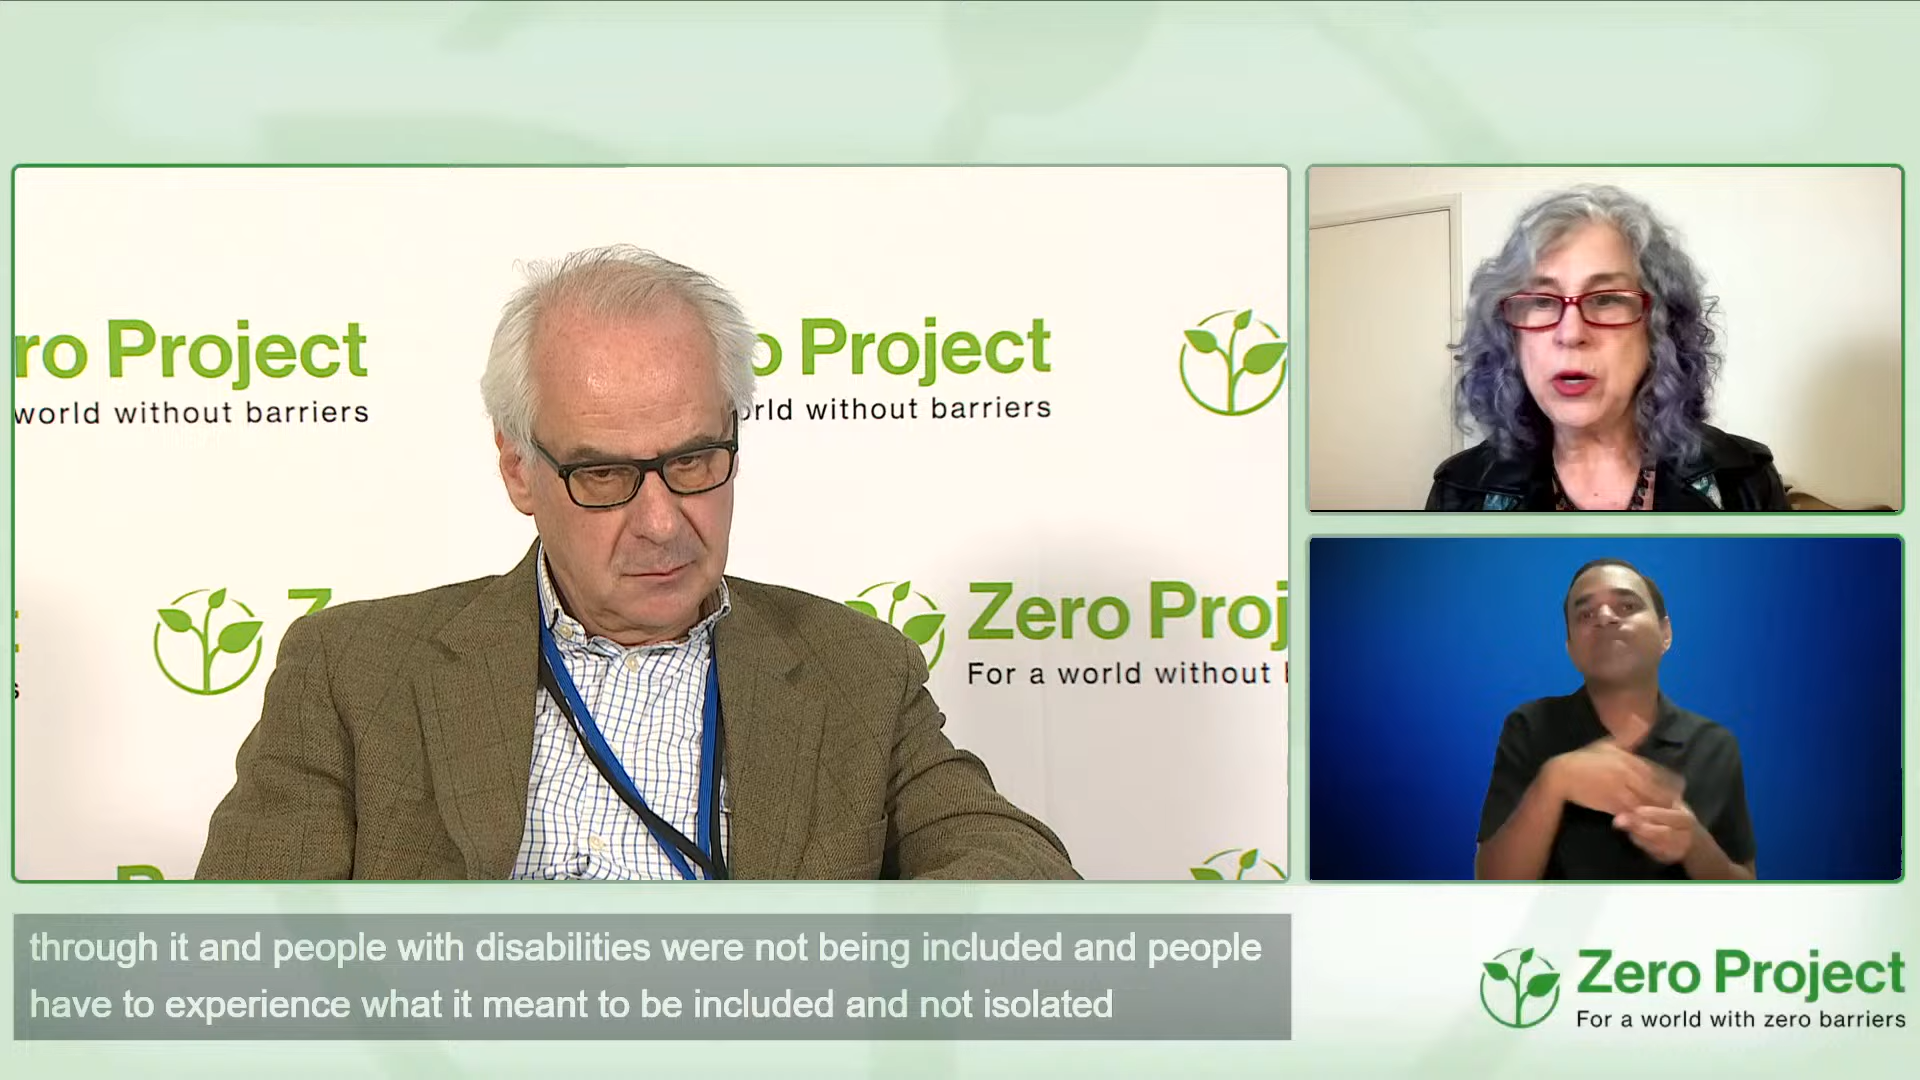 ro Project
world without barriers
o Project
orld without barriers
Z
Zero Proj
For a world without
through it and people with disabilities were not being included and people
have to experience what it meant to be included and not isolated
Zero Project
For a world with zero barriers